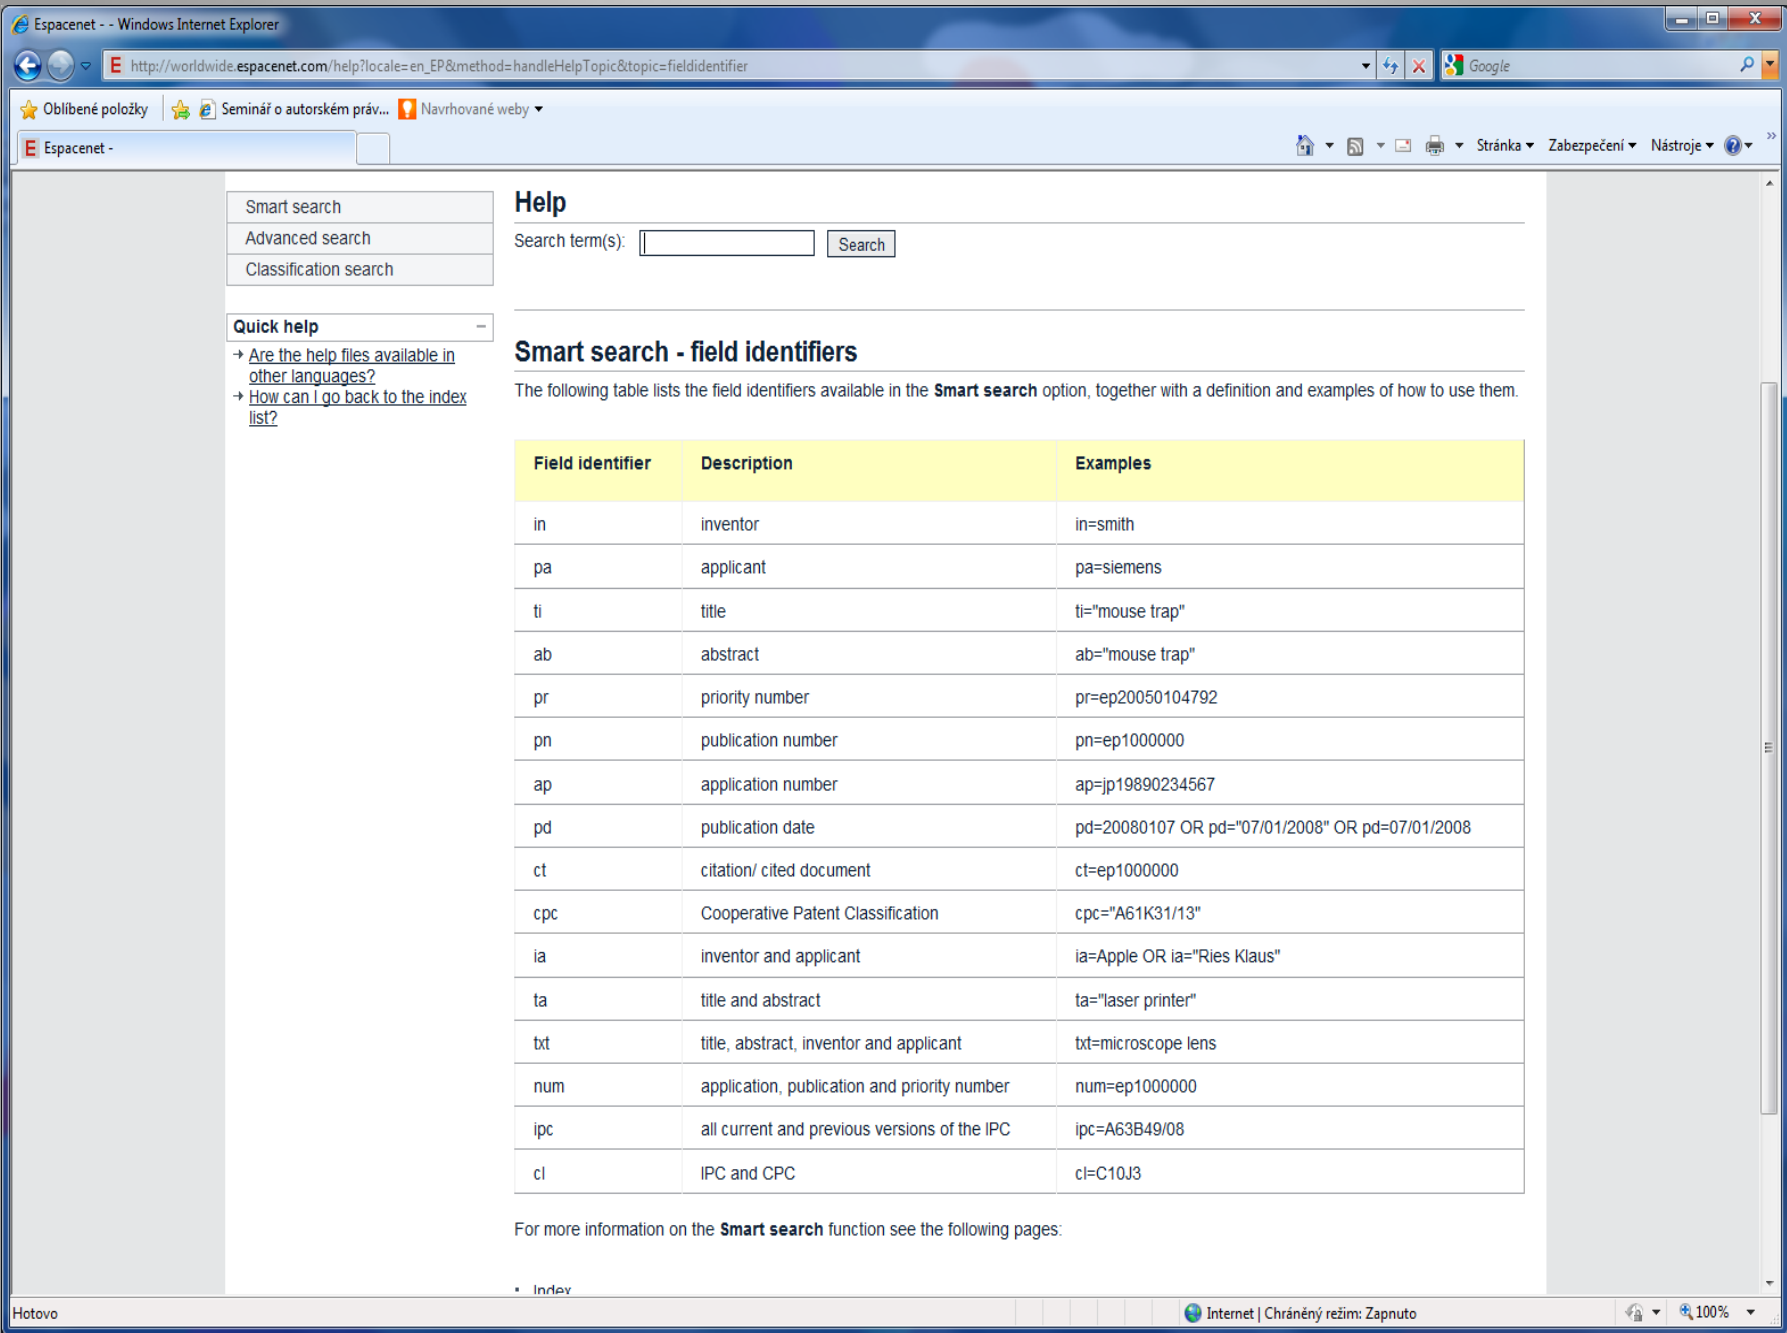 Espacenet - - Windows Internet Explorer
http://worldwide.espacenet.com/help?locale=en_EP&method=handleHelpTopic&topic=fieldidentifier
Google
Oblíbené položky
Seminář o autorském práv...
Navrhované weby
Espacenet -
Stránka
Zabezpečení
Nástroje
Smart search
Advanced search
Classification search
Quick help
Are the help files available in
other languages?
How can I go back to the index
list?
Help
Search term(s):
Search
Smart search - field identifiers
The following table lists the field identifiers available in the Smart search option, together with a definition and examples of how to use them.
Field identifier Description Examples
in inventor in=smith
pa applicant pa=siemens
ti title ti="mouse trap"
ab abstract ab="mouse trap"
pr priority number pr=ep20050104792
pn publication number pn=ep1000000
ap application number ap=jp19890234567
pd publication date pd=20080107 OR pd="07/01/2008" OR pd=07/01/2008
ct citation/ cited document ct=ep1000000
cpc Cooperative Patent Classification cpc="A61K31/13"
ia inventor and applicant ia=Apple OR ia="Ries Klaus"
ta title and abstract ta="laser printer"
txt title, abstract, inventor and applicant txt=microscope lens
num application, publication and priority number num=ep1000000
ipc all current and previous versions of the IPC ipc=A63B49/08
cl IPC and CPC cl=C10J3
For more information on the Smart search function see the following pages:
Index
Hotovo
Internet | Chráněný režim: Zapnuto
100%